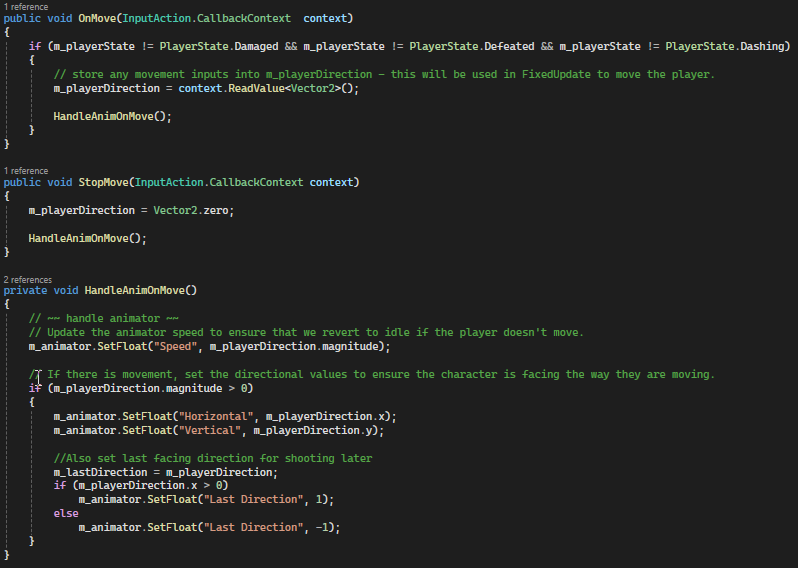 1 reference
public void OnMove(InputAction.CallbackContext  context)
{
if (m_playerState != PlayerState.Damaged && m_playerState != PlayerState.Defeated && m_playerState != PlayerState.Dashing)
{
// store any movement inputs into m_playerDirection - this will be used in FixedUpdate to move the player.
m_playerDirection = context.ReadValue<Vector2>();
HandleAnimOnMove();
}
}
1 reference
public void StopMove(InputAction.CallbackContext context)
{
m_playerDirection = Vector2.zero;
HandleAnimOnMove();
}
2 references
private void HandleAnimOnMove()
{
// ~~ handle animator ~~
// Update the animator speed to ensure that we revert to idle if the player doesn't move.
m_animator.SetFloat("Speed", m_playerDirection.magnitude);
// If there is movement, set the directional values to ensure the character is facing the way they are moving.
if (m_playerDirection.magnitude > 0)
{
m_animator.SetFloat("Horizontal", m_playerDirection.x);
m_animator.SetFloat("Vertical", m_playerDirection.y);
//Also set last facing direction for shooting later
m_lastDirection = m_playerDirection;
if (m_playerDirection.x > 0)
m_animator.SetFloat("Last Direction", 1);
else
m_animator.SetFloat("Last Direction", -1);
}
}